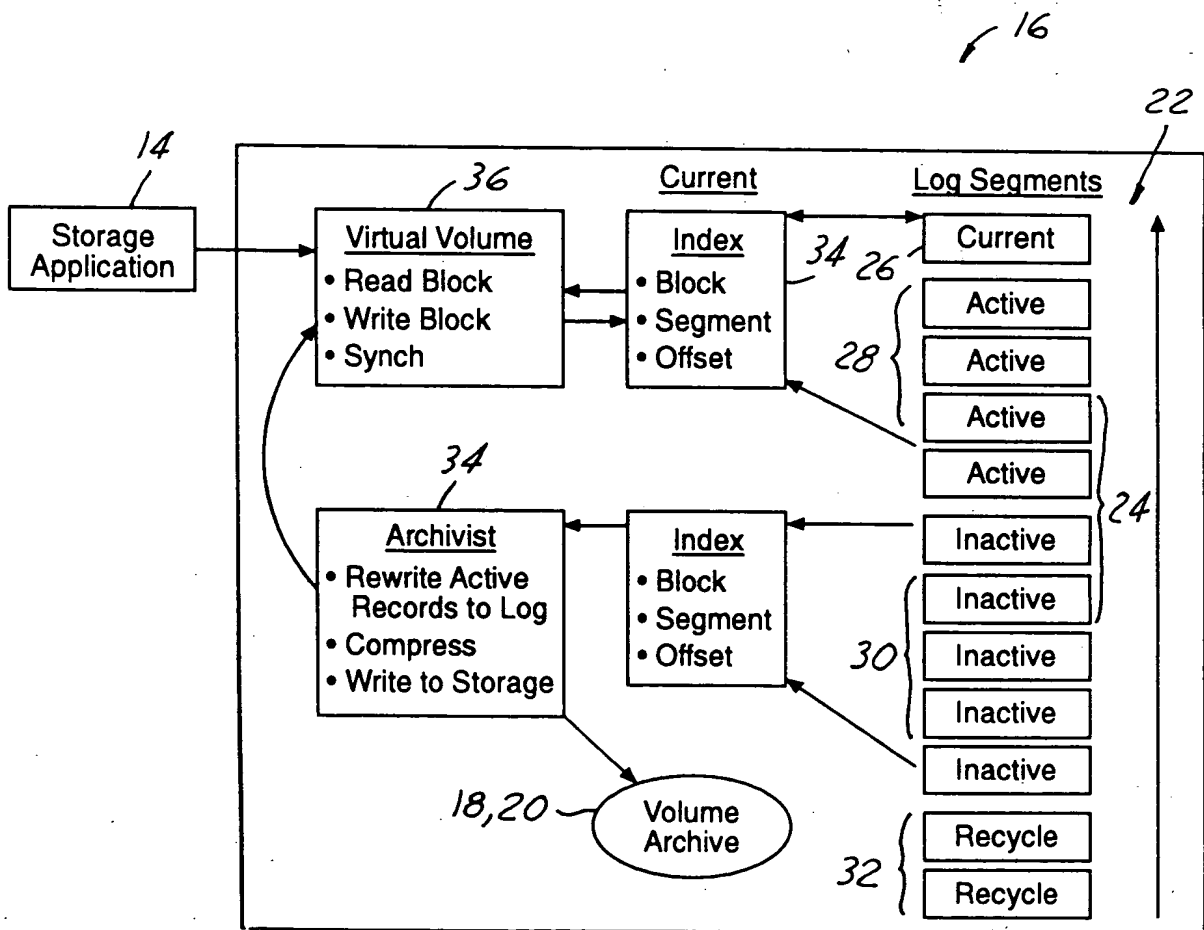 16
22
14
Storage
Application
36
Virtual Volume
• Read Block
• Write Block
• Synch
Current
Index
• Block
• Segment
• Offset
34
Log Segments
26
Current
28
Active
Active
Active
Active
24
Inactive
Inactive
30
Inactive
Inactive
Inactive
32
Recycle
Recycle
34
Archivist
• Rewrite Active
Records to Log
• Compress
• Write to Storage
Index
• Block
• Segment
• Offset
18,20
Volume
Archive